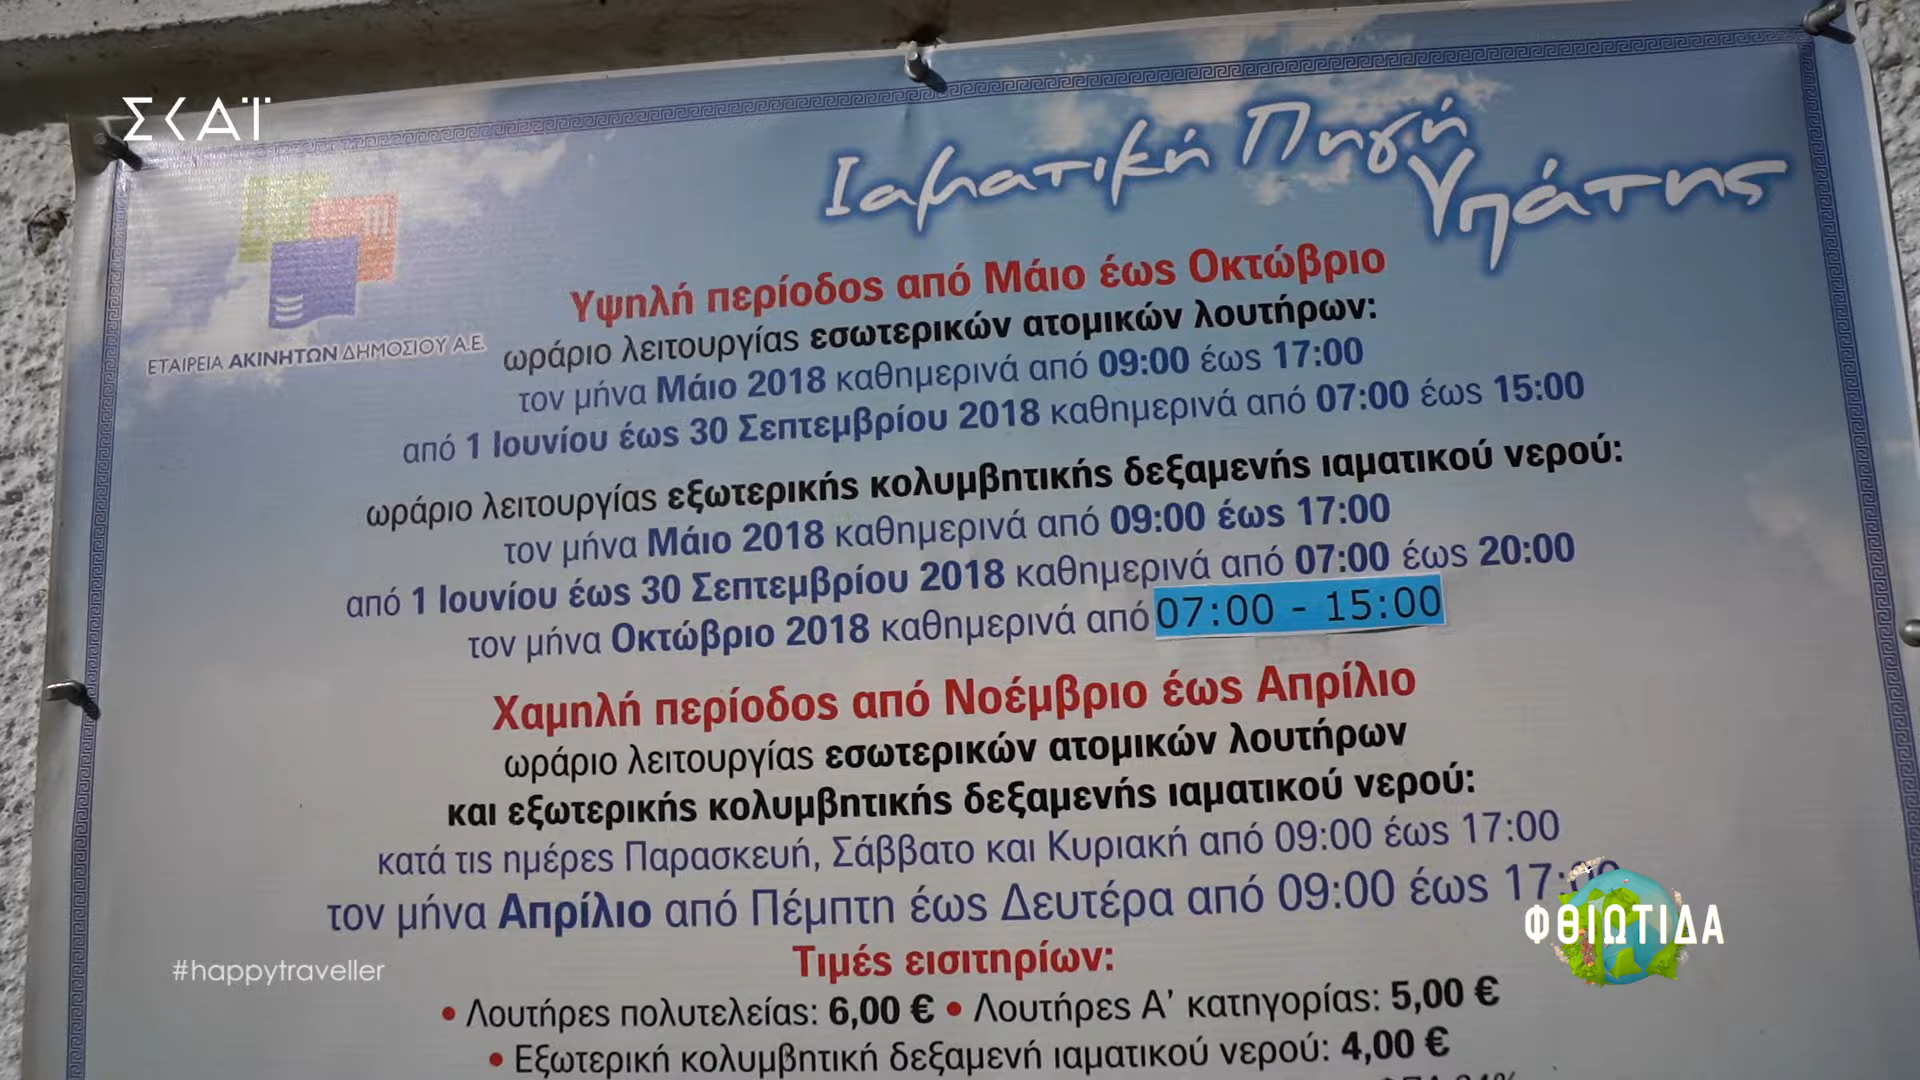 ΣΚΑΪ
Ιαματική Πηγή
Υπάτης
ΕΤΑΙΡΕΙΑ ΑΚΙΝΗΤΩΝ ΔΗΜΟΣΙΟΥ Α.Ε.
Υψηλή περίοδος από Μάιο έως Οκτώβριο
ωράριο λειτουργίας εσωτερικών ατομικών λουτήρων:
τον μήνα Μάιο 2018 καθημερινά από 09:00 έως 17:00
από 1 Ιουνίου έως 30 Σεπτεμβρίου 2018 καθημερινά από 07:00 έως 15:00
ωράριο λειτουργίας εξωτερικής κολυμβητικής δεξαμενής ιαματικού νερού:
τον μήνα Μάιο 2018 καθημερινά από 09:00 έως 17:00
από 1 Ιουνίου έως 30 Σεπτεμβρίου 2018 καθημερινά από 07:00 έως 20:00
τον μήνα Οκτώβριο 2018 καθημερινά από 07:00 - 15:00
Χαμηλή περίοδος από Νοέμβριο έως Απρίλιο
ωράριο λειτουργίας εσωτερικών ατομικών λουτήρων
και εξωτερικής κολυμβητικής δεξαμενής ιαματικού νερού:
κατά τις ημέρες Παρασκευή, Σάββατο και Κυριακή από 09:00 έως 17:00
τον μήνα Απρίλιο από Πέμπτη έως Δευτέρα από 09:00 έως 17:00
ΦΘΙΩΤΙΔΑ
Τιμές εισιτηρίων:
#happytraveller
• Λουτήρες πολυτελείας: 6,00 € • Λουτήρες Α' κατηγορίας: 5,00 €
• Εξωτερική κολυμβητική δεξαμενή ιαματικού νερού: 4,00 €